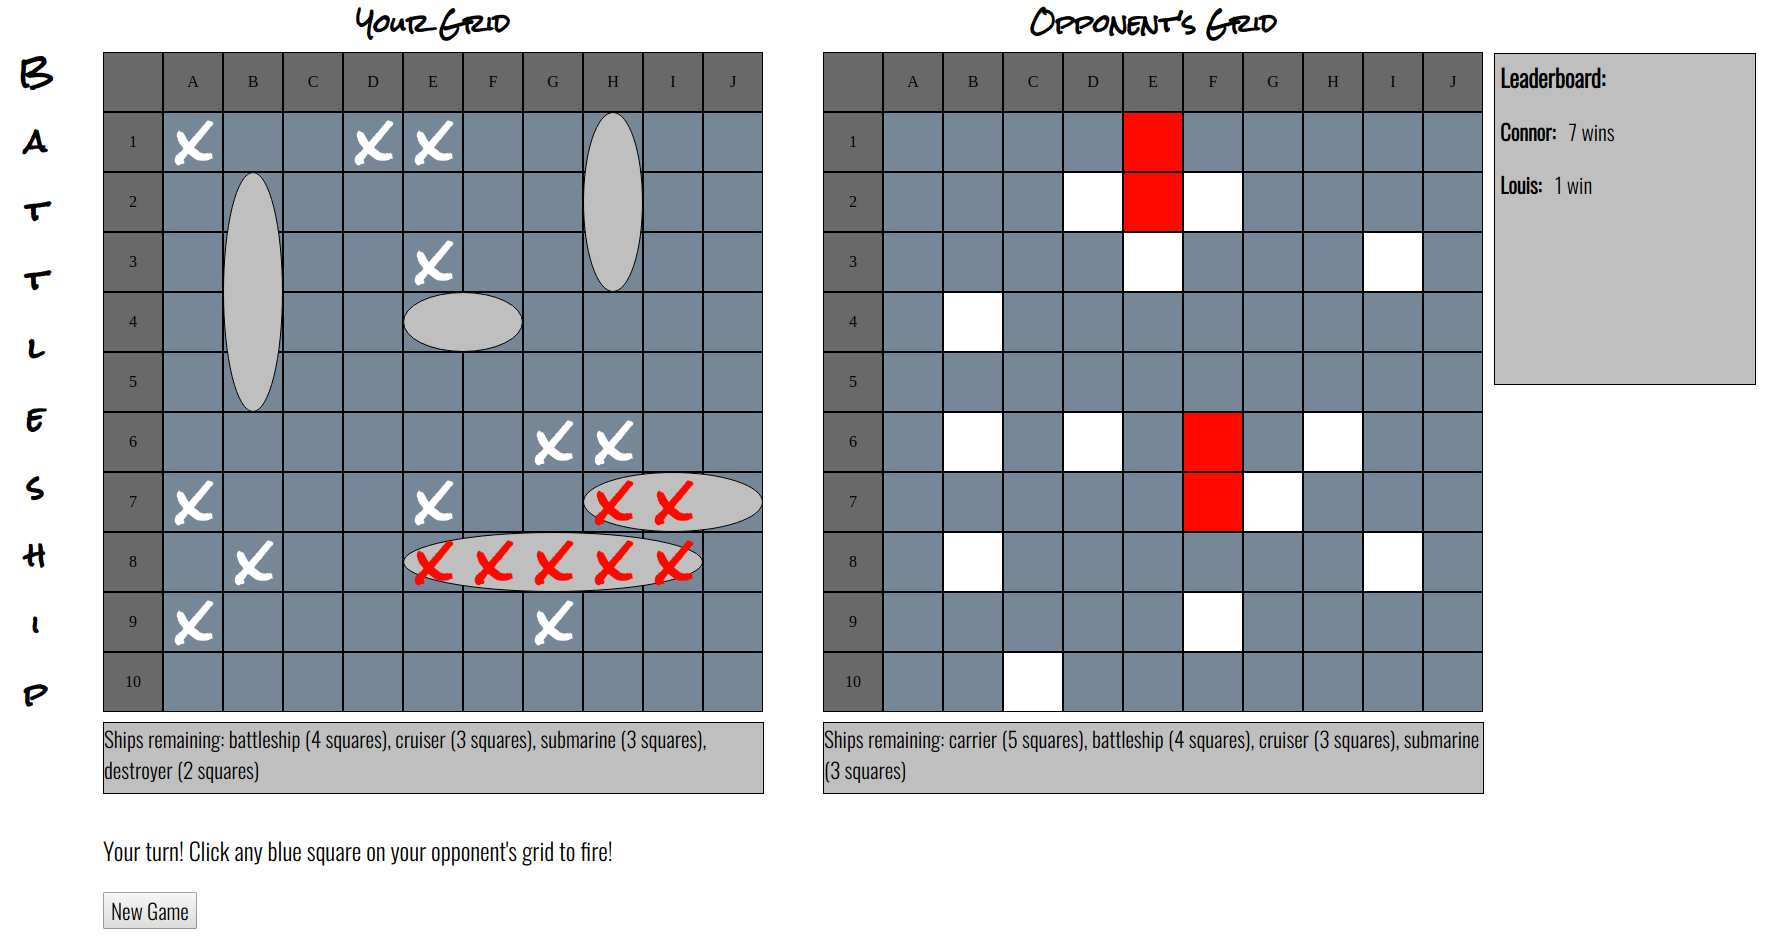 Your Grid
Opponent's Grid
BATTLESHIP
A B C D E F G H I J
1
2
3
4
5
6
7
8
9
10
A B C D E F G H I J
1
2
3
4
5
6
7
8
9
10
Leaderboard:
Connor: 7 wins
Louis: 1 win
Ships remaining: battleship (4 squares), cruiser (3 squares), submarine (3 squares),
destroyer (2 squares)
Ships remaining: carrier (5 squares), battleship (4 squares), cruiser (3 squares), submarine
(3 squares)
Your turn! Click any blue square on your opponent's grid to fire!
New Game